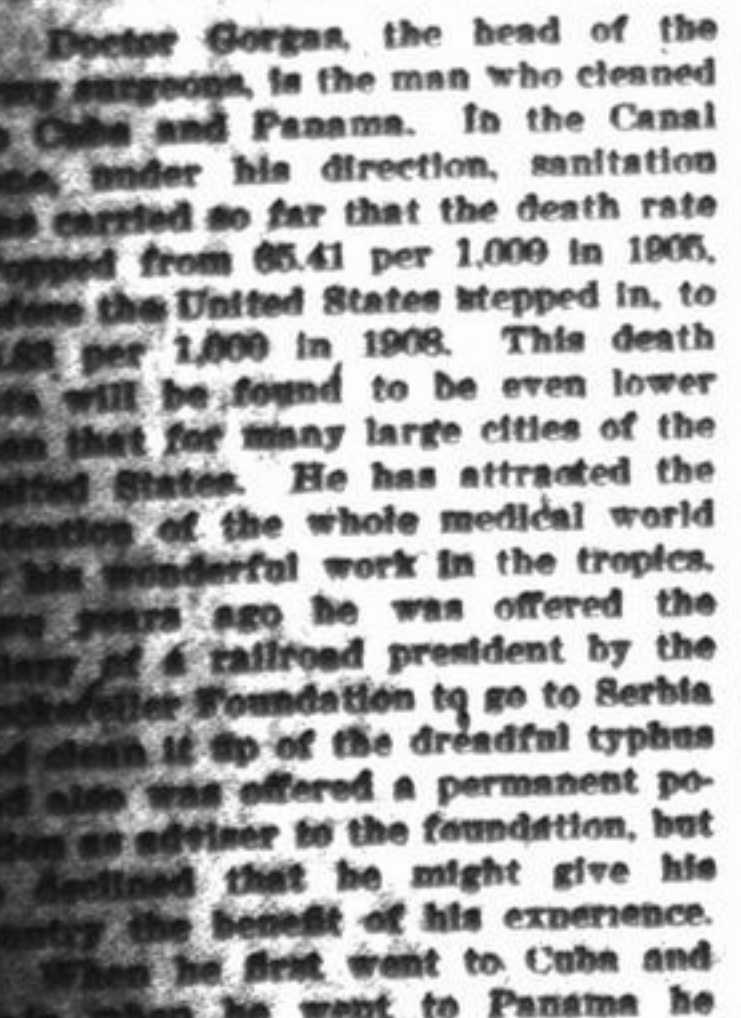 Doctor Gorgas, the head of the
surgeons, is the man who cleaned
Cuba and Panama. In the Canal
under his direction, sanitation
carried so far that the death rate
from 65.41 per 1,000 in 1905,
the United States stepped in, to
per 1,000 in 1908. This death
will be found to be even lower
that for many large cities of the
States. He has attracted the
of the whole medical world
his wonderful work in the tropics.
years ago he was offered the
of a railroad president by the
Foundation to go to Serbia
clean it up of the dreadful typhus
also was offered a permanent po-
as adviser to the foundation, but
declined that he might give his
the benefit of his experience.
When he first went to Cuba and
when he went to Panama he